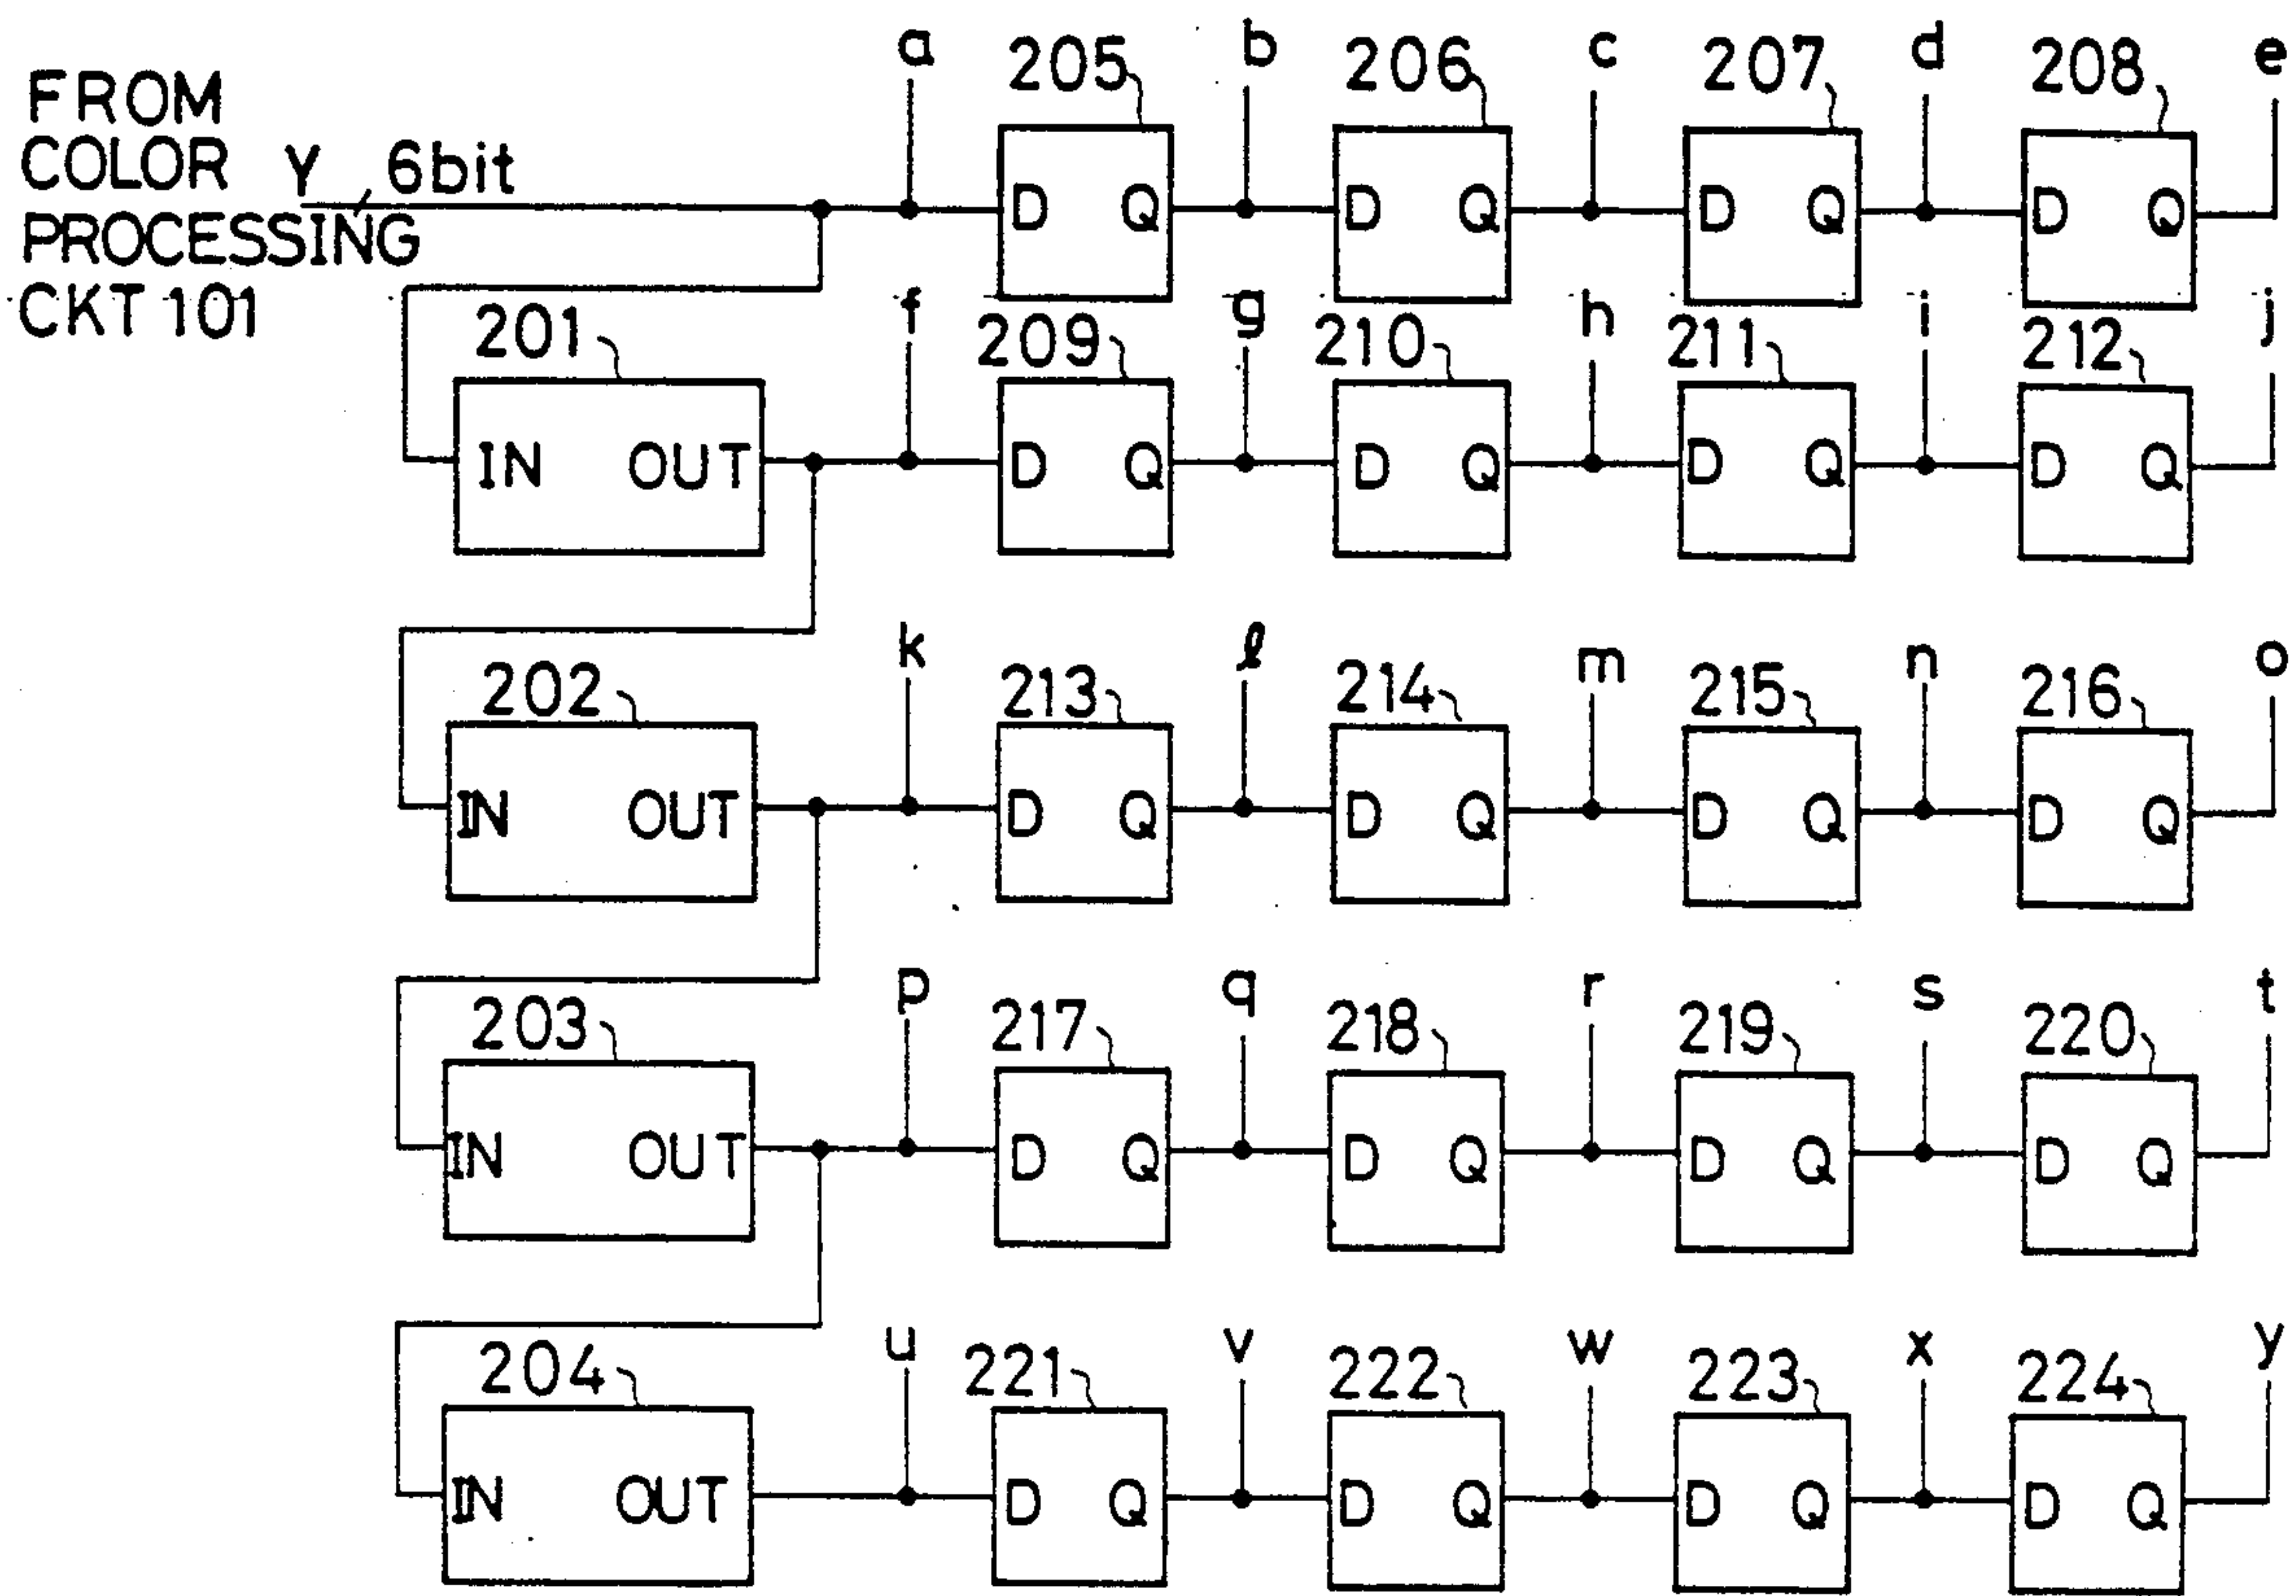 FROM
COLOR Y 6bit
PROCESSING
CKT 101
a 205 b 206 c 207 d 208 e
D Q D Q D Q D Q
201 f 209 g 210 h 211 i 212 j
IN OUT D Q D Q D Q D Q
202 k 213 ℓ 214 m 215 n 216 o
IN OUT D Q D Q D Q D Q
203 p 217 q 218 r 219 s 220 t
IN OUT D Q D Q D Q D Q
204 u 221 v 222 w 223 x 224 y
IN OUT D Q D Q D Q D Q